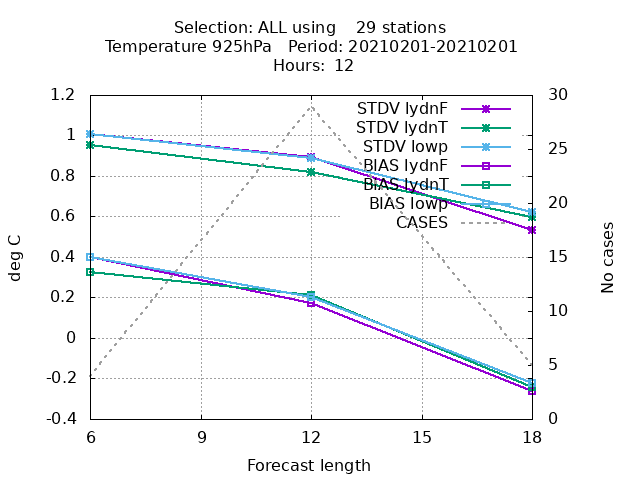 Selection: ALL using    29 stations
Temperature 925hPa   Period: 20210201-20210201
Hours:  12
1.2
1
0.8
0.6
0.4
0.2
0
-0.2
-0.4
30
25
20
15
10
5
0
STDV lydnF
STDV lydnT
STDV lowp
BIAS lydnF
BIAS lydnT
BIAS lowp
CASES
deg C
No cases
6 9 12 15 18
Forecast length